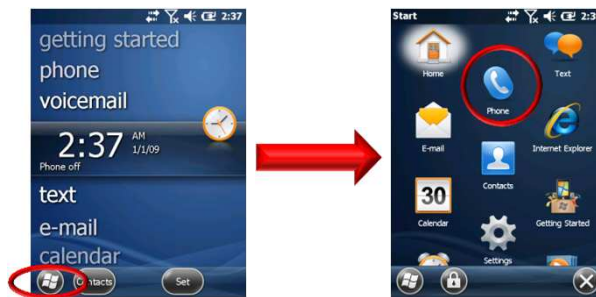 2:37
getting started
phone
voicemail
2:37 AM
1/1/09
Phone off
text
e-mail
calendar
Contacts
Set
Start
2:3
Home
Phone
Text
E-mail
Contacts
Internet Explorer
30
Calendar
Settings
Getting Started